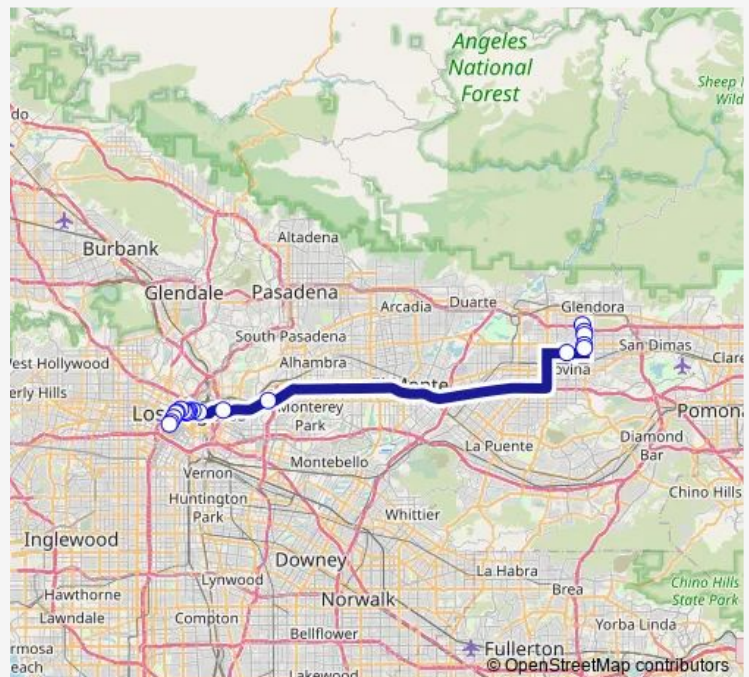 Angeles
National
Forest
Sheep
Wild
do
Burbank
Altadena
Glendale
Pasadena
Arcadia
Duarte
Glendora
South Pasadena
San Dimas
est Hollywood
Alhambra
Clare
ovina
erly Hills
Monte
Los
Monterey
Park
Pomona
Diamond
Bar
La Puente
Montebello
Vernon
Chino Hills
Huntington
Park
Whittier
Inglewood
Downey
La Habra
Lynwood
Brea
Chino Hills
State Park
Hawthorne
Norwalk
Lawndale
Compton
Yorba Linda
Bellflower
rmosa
each
Fullerton
© OpenStreetMap contributors
Lakewood